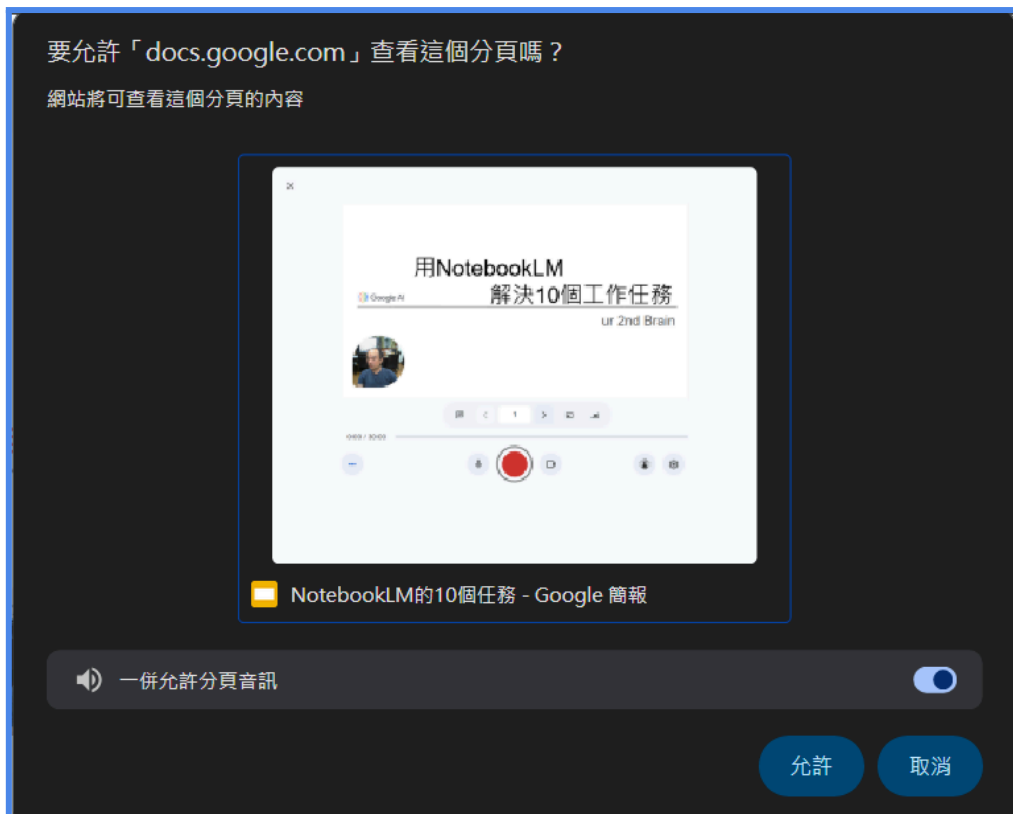 要允許「docs.google.com」查看這個分頁嗎？
網站將可查看這個分頁的內容
用NotebookLM
解決10個工作任務
Google AI
ur 2nd Brain
1
NotebookLM的10個任務 - Google 簡報
一併允許分頁音訊
允許
取消